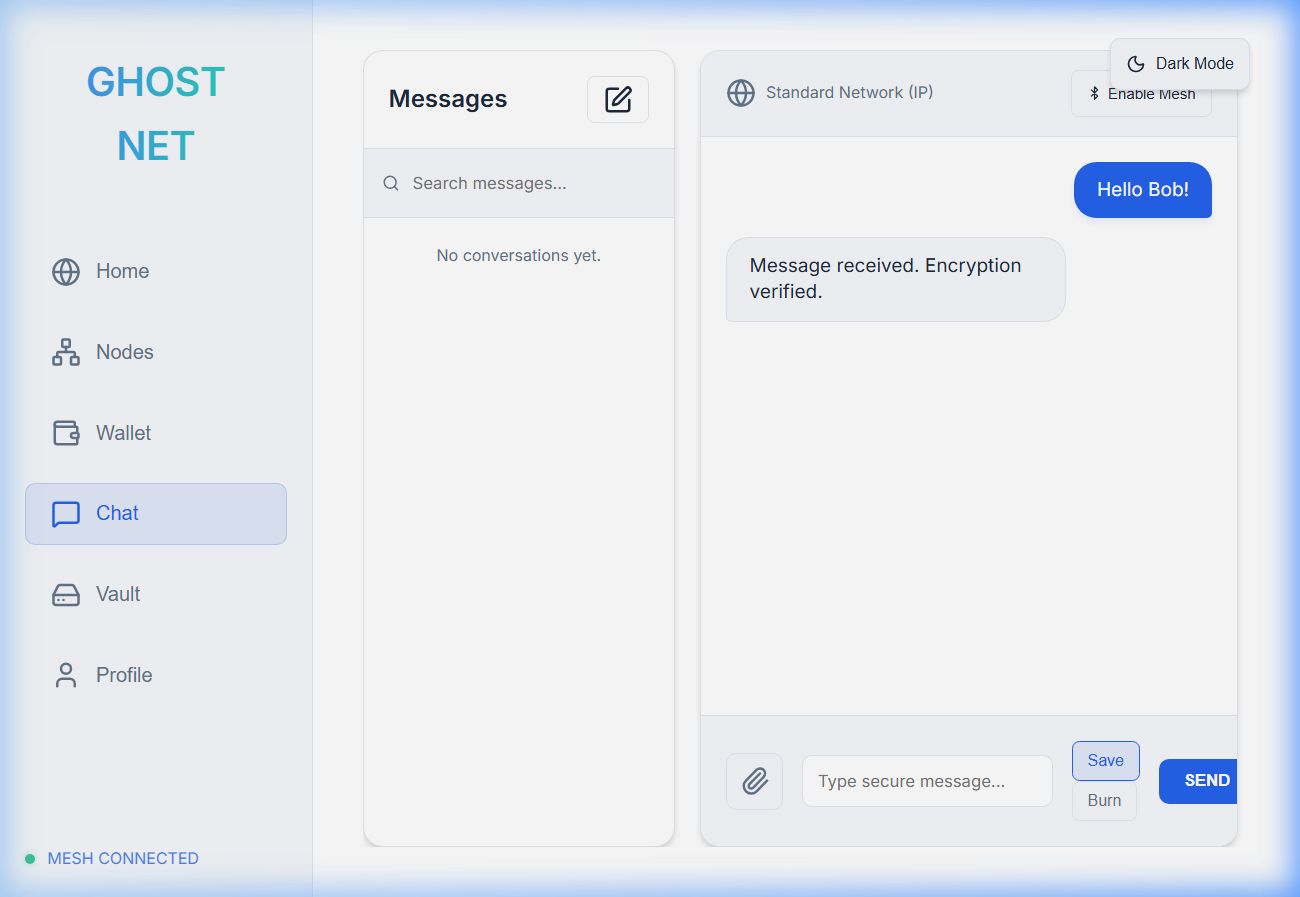 GHOST
NET
Home
Nodes
Wallet
Chat
Vault
Profile
MESH CONNECTED
Messages
Search messages...
No conversations yet.
Standard Network (IP)
Dark Mode
Enable Mesh
Hello Bob!
Message received. Encryption
verified.
Type secure message...
Save
Burn
SEND